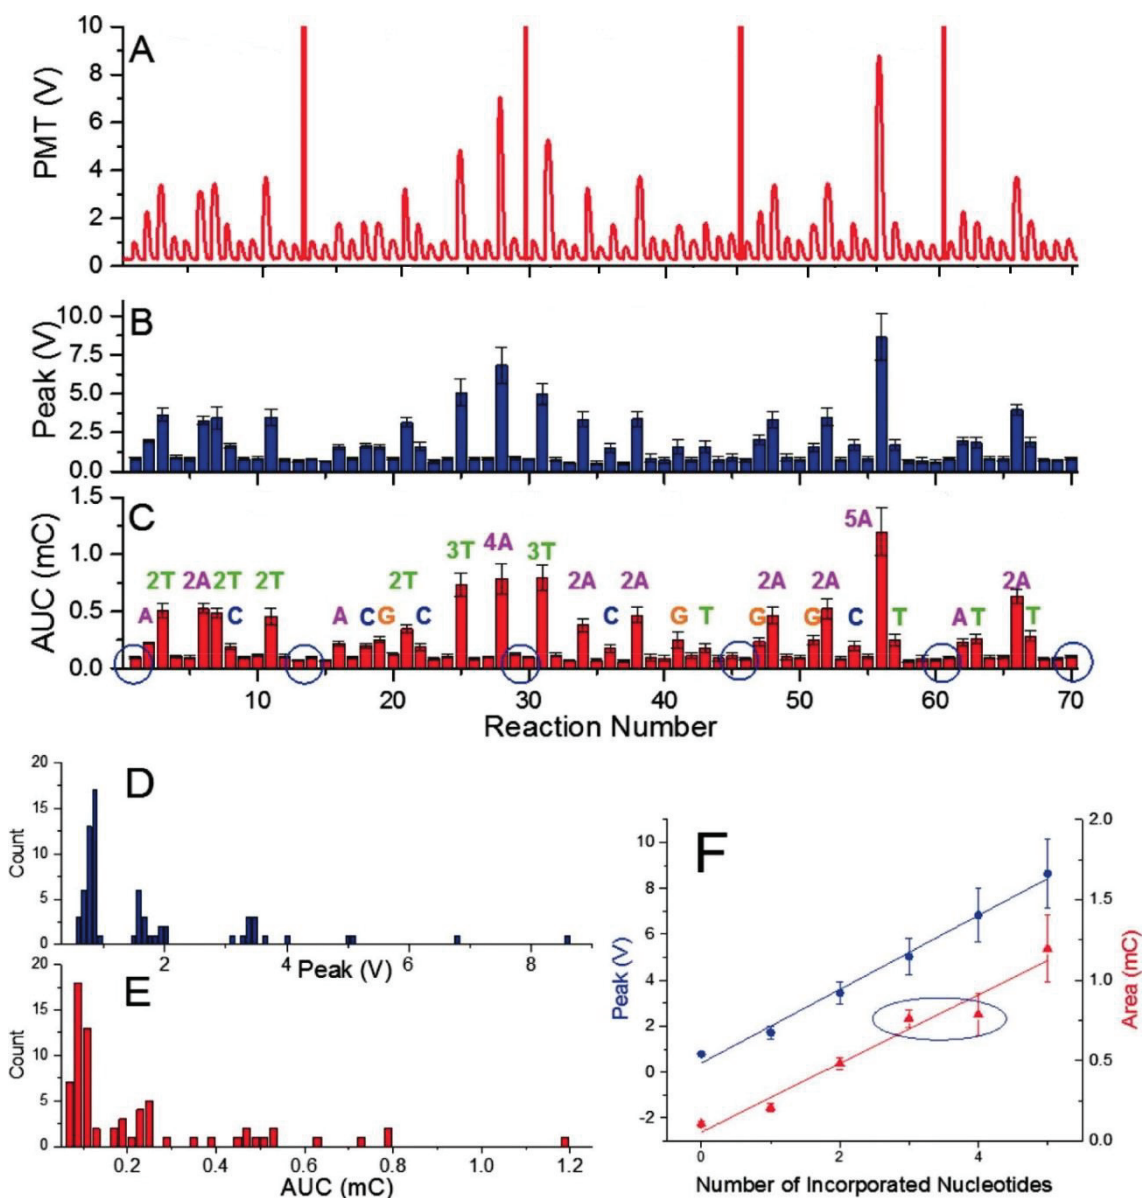 A
PMT (V)
10
8
6
4
2
0
B
Peak (V)
10.0
7.5
5.0
2.5
0.0
C
AUC (mC)
1.5
1.0
0.5
0.0
A 2T 2A 2T C 2T A C G 2T C 3T 4A 3T 2A C 2A G T G 2A G 2A C 5A T A T 2A T
10 20 30 40 50 60 70
Reaction Number
D
Count
20
15
10
5
0
2 4 6 8
Peak (V)
E
Count
20
15
10
5
0
0.2 0.4 0.6 0.8 1.0 1.2
AUC (mC)
F
Peak (V)
10
8
6
4
2
0
-2
2.0
1.5
1.0
0.5
0.0
Area (mC)
0 2 4
Number of Incorporated Nucleotides